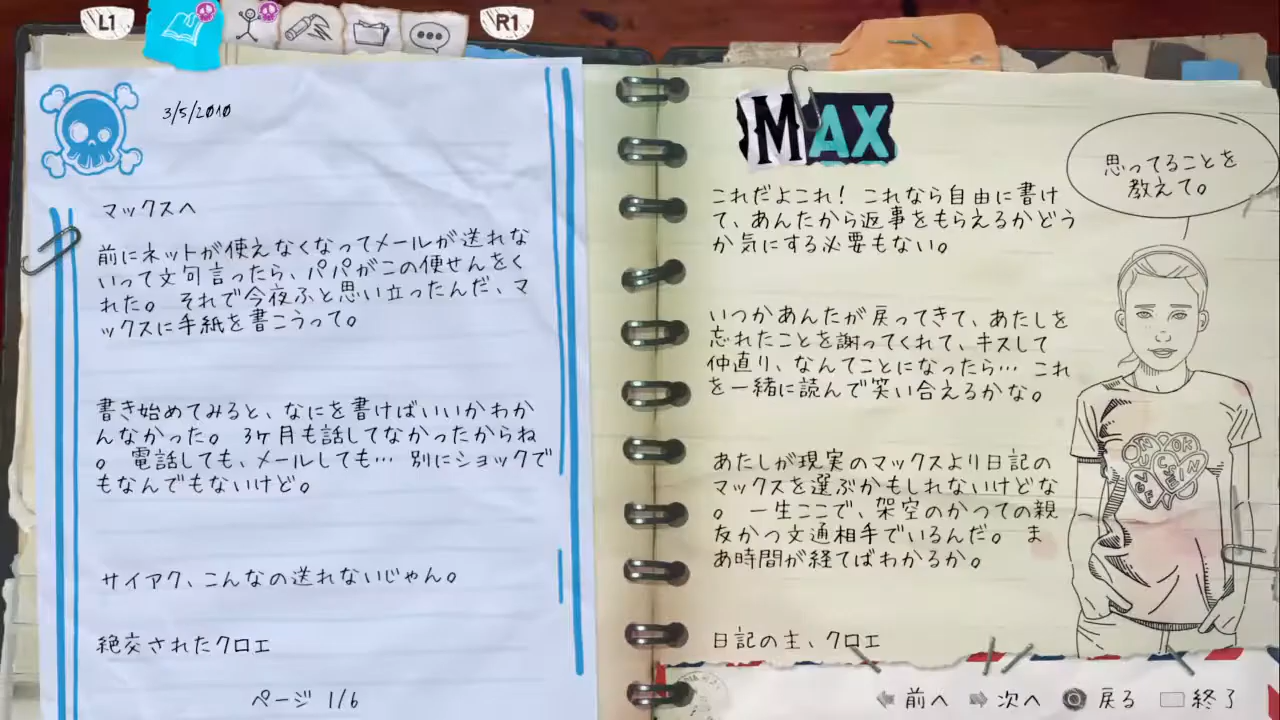 L1
R1
3/5/2010
マックスへ
前にネットが使えなくなってメールが送れな
いって文句言ったら、パパがこの便せんをく
れた。 それで今夜ふと思い立ったんだ、マ
ックスに手紙を書こうって。
書き始めてみると、なにを書けばいいかわか
んなかった。 3ケ月も話してなかったからね
。 電話しても、メールしても… 別にショックで
もなんでもないけど。
サイアク、こんなの送れないじゃん。
絶交されたクロエ
ページ 1/6
MAX
これだよこれ! これなら自由に書け
て、あんたから返事をもらえるかどう
か気にする必要もない。
いつかあんたが戻ってきて、あたしを
忘れたことを謝ってくれて、キスして
仲直り、なんてことになったら… これ
を一緒に読んで笑い合えるかな。
あたしが現実のマックスより日記の
マックスを選ぶかもしれないけどな
。 一生ここで、架空のかつての親
友かつ文通相手でいるんだ。 ま
あ時間が経てばわかるか。
日記の主、クロエ
思ってることを
教えて。
前へ 次へ 戻る 終了